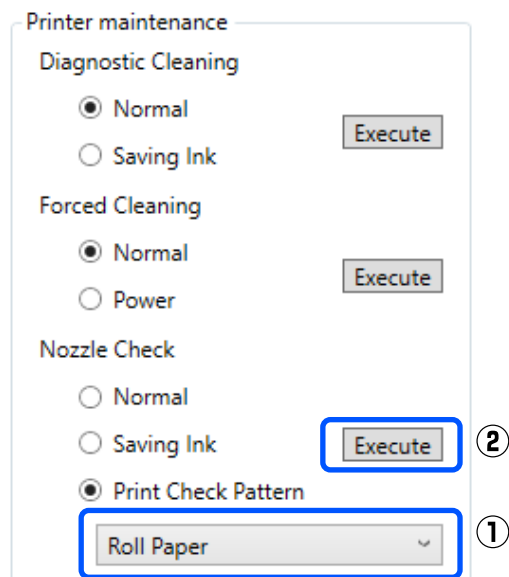 Printer maintenance
Diagnostic Cleaning
Normal
Execute
Saving Ink
Forced Cleaning
Normal
Execute
Power
Nozzle Check
Normal
Saving Ink
Execute
②
Print Check Pattern
Roll Paper
①